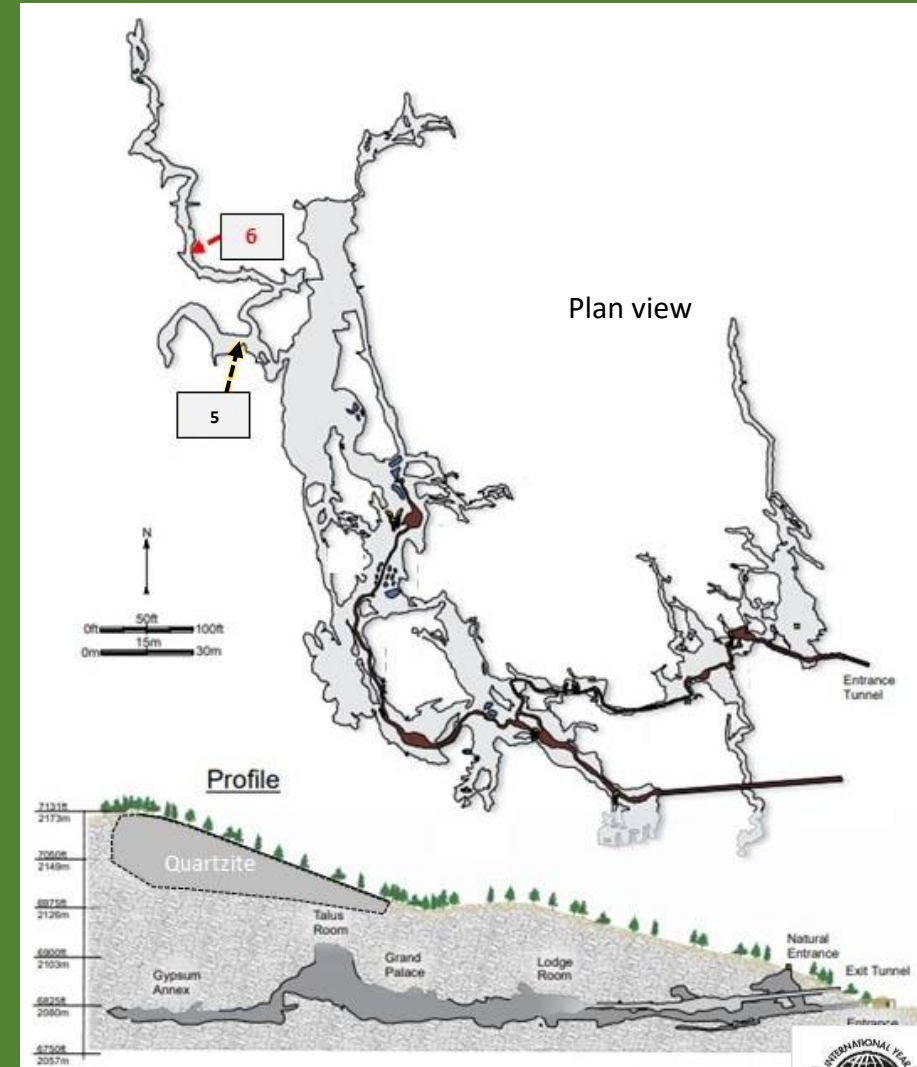 6
Plan view
5
N
50ft
0ft 100ft
15m
0m 30m
Entrance
Tunnel
Profile
7131ft
2173m
7050ft
2149m
Quartzite
6975ft
2126m
Talus
Room
6900ft
2103m
Grand
Palace
Lodge
Room
Natural
Entrance
Gypsum
Annex
Exit Tunnel
6825ft
2080m
Entrance
6750ft
2057m
INTERNATIONAL YEAR